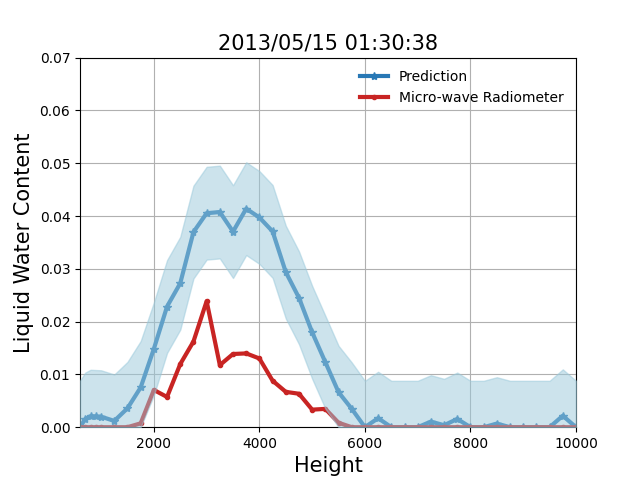 2013/05/15 01:30:38
Prediction
Micro-wave Radiometer
Liquid Water Content
0.07
0.06
0.05
0.04
0.03
0.02
0.01
0.00
2000 4000 6000 8000 10000
Height